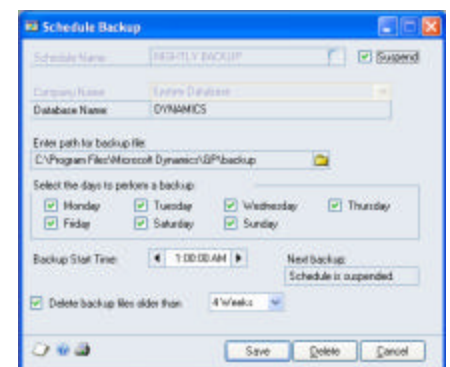 Schedule Backup
Schedule Name NIGHTLY BACKUP Suspend
Company Name System Database
Database Name DYNAMICS
Enter path for backup file:
C:\Program Files\Microsoft Dynamics\GP\backup
Select the days to perform a backup:
Monday Tuesday Wednesday Thursday
Friday Saturday Sunday
Backup Start Time: 1:00:00 AM Next backup:
Schedule is suspended
Delete backup files older than: 4 Weeks
Save Delete Cancel